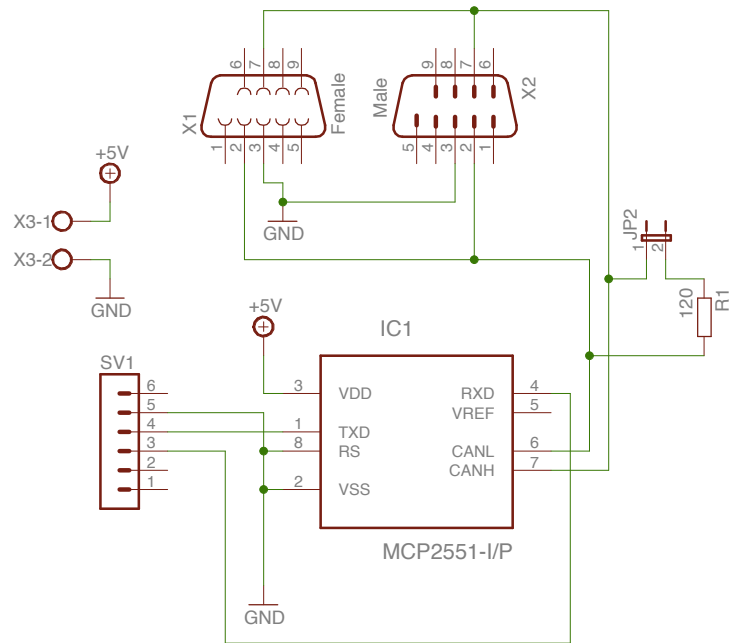 6 7 8 9
9 8 7 6
X1
Female
Male
X2
1 2 3 4 5
5 4 3 2 1
+5V
X3-1
GND
JP2
1 2
X3-2
GND
120
R1
+5V
IC1
SV1
6
3 VDD
RXD 4
5
VREF 5
4
1 TXD
3
8 RS
CANL 6
2
CANH 7
1
2 VSS
MCP2551-I/P
GND